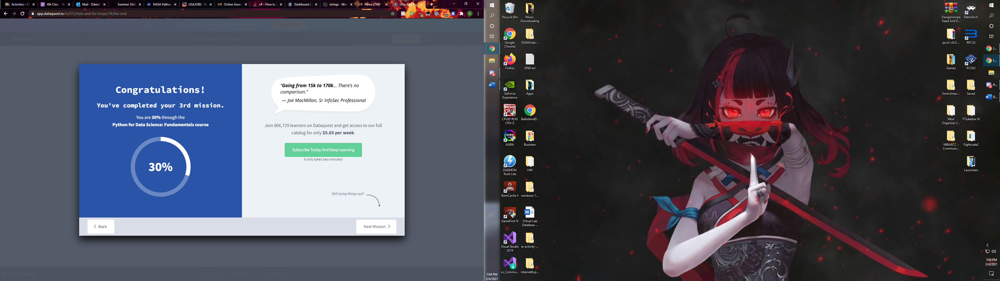 Activities – C
4th Class
Mail - Daniel
Summer Und
NASA Pathwa
USAJOBS - S
Online Asses
c# - How to
Dashboard |
strings - Wor
Inbox (798)
Lists And Fo
app.dataquest.io/m/312/lists-and-for-loops/14/the-end
Dashboard
Lists and For Loops
Congratulations!
You've completed your 3rd mission.
You are 30% through the
Python for Data Science: Fundamentals course
30%
“Going from 15k to 170k... There’s no
comparison.”
— Joe MacMillan, Sr InfoSec Professional
Join 806,729 learners on Dataquest and get access to our full
catalog for only $5.65 per week.
Subscribe Today And Keep Learning
It only takes two minutes!
Still trying things out?
Back
Next Mission
Takeaways
7:04 PM
2/4/2021
Recycle Bin
Music
Downloading
Google
Chrome
DS4Windo...
Firefox
DND.txt
GeForce
Experience
Apps
CPUID ROG
CPU-Z
BallotAndD...
AURA
Business
DAEMON
Tools Lite
HW
RamCache II
windows-1...
GameFirst IV
Virtual Lab
Database ...
Visual Studio
2019
ie-activity-...
vs_Commu...
InternetExp...
Danganronpa
Dead End D...
RetroArch
rpcs3-v0.0....
RPCS3
Games
PCSX2
SonicSmac...
Saved
Mod
Organizer 2...
T7Jukebox18
MBAACC -
Communi...
Fightcade2
Launchers
(...
L...
#...
D...
7:04 PM
2/4/2021